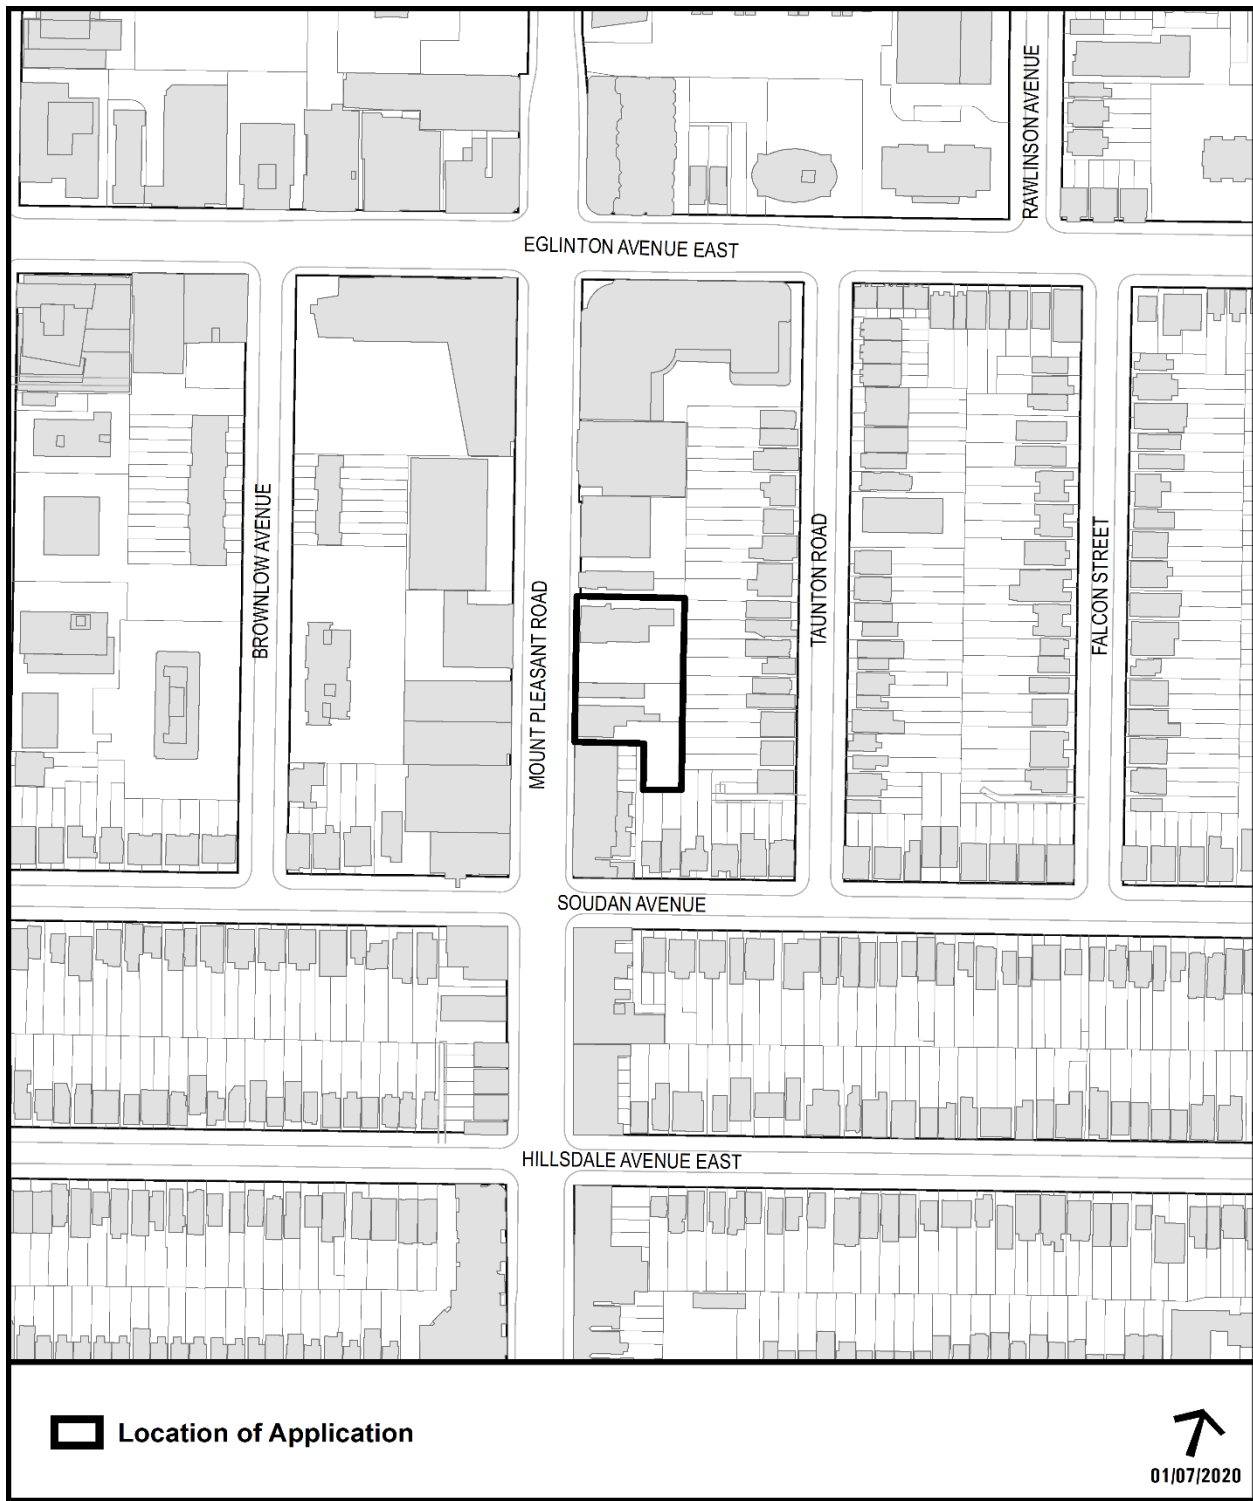 RAWLINSON AVENUE
EGLINTON AVENUE EAST
BROWNLOW AVENUE
MOUNT PLEASANT ROAD
TAUNTON ROAD
FALCON STREET
SOUDAN AVENUE
HILLSDALE AVENUE EAST
Location of Application
01/07/2020